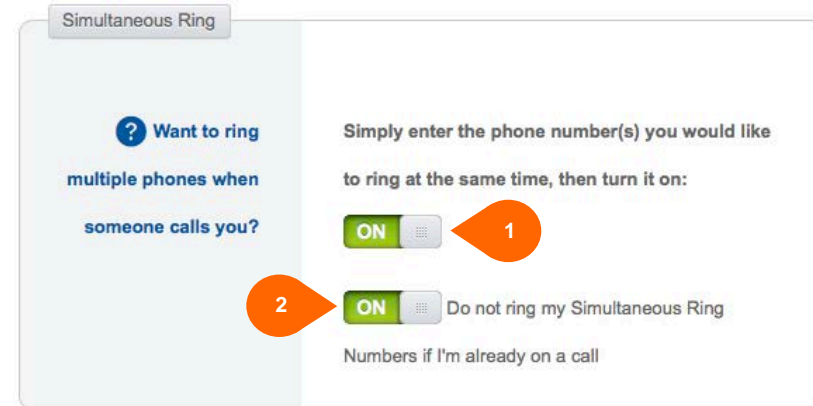 Simultaneous Ring
? Want to ring
multiple phones when
someone calls you?
Simply enter the phone number(s) you would like
to ring at the same time, then turn it on:
ON
1
2
ON Do not ring my Simultaneous Ring
Numbers if I'm already on a call